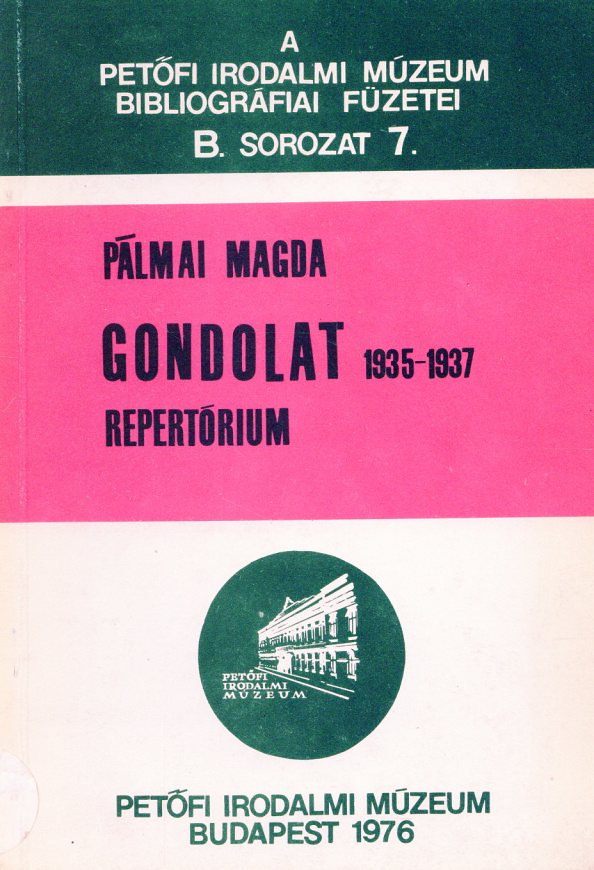 A
PETŐFI IRODALMI MÚZEUM
BIBLIOGRÁFIAI FÜZETEI
B. SOROZAT 7.
PÁLMAI MAGDA
GONDOLAT 1935-1937
REPERTÓRIUM
PETŐFI
IRODALMI
MÚZEUM
PETŐFI IRODALMI MÚZEUM
BUDAPEST 1976